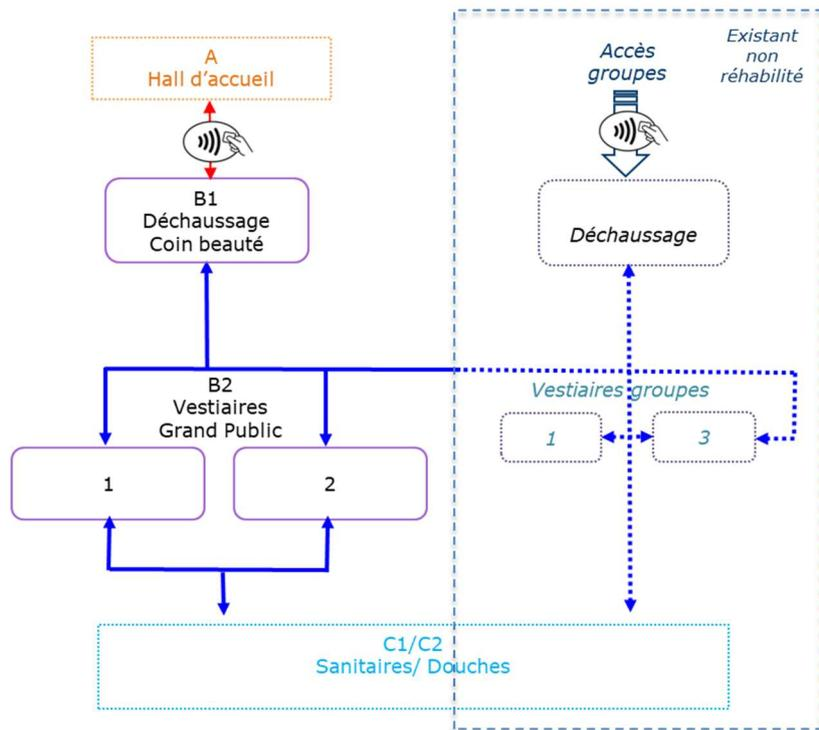 A
Hall d'accueil
Accès
groupes
Existant
non
réhabilité
B1
Déchaussage
Coin beauté
Déchaussage
B2
Vestiaires
Grand Public
Vestiaires groupes
1
2
1
3
C1/C2
Sanitaires/ Douches